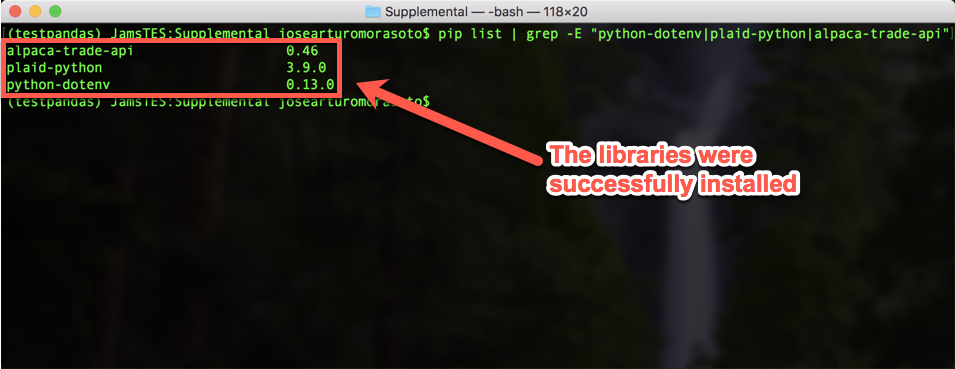 Supplemental — -bash — 118×20
(testpandas) JamsTES:Supplemental josearturomorasoto$ pip list | grep -E "python-dotenv|plaid-python|alpaca-trade-api"
alpaca-trade-api 0.46
plaid-python 3.9.0
python-dotenv 0.13.0
(testpandas) JamsTES:Supplemental josearturomorasoto$
The libraries were
successfully installed